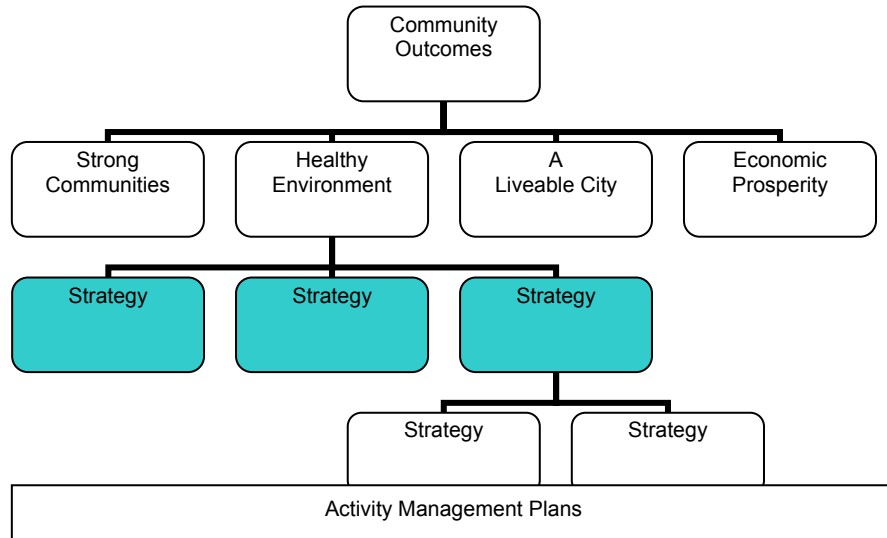 Community
Outcomes
Strong
Communities
Healthy
Environment
A
Liveable City
Economic
Prosperity
Strategy
Strategy
Strategy
Strategy
Strategy
Activity Management Plans